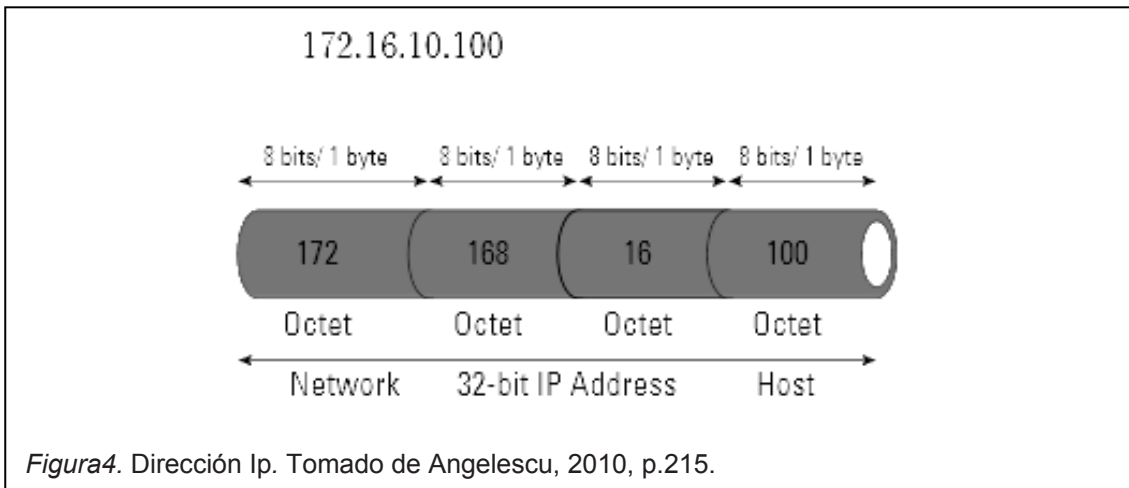 172.16.10.100
8 bits/ 1 byte 8 bits/ 1 byte 8 bits/ 1 byte 8 bits/ 1 byte
172 168 16 100
Octet Octet Octet Octet
Network 32-bit IP Address Host
Figura4. Dirección Ip. Tomado de Angelescu, 2010, p.215.